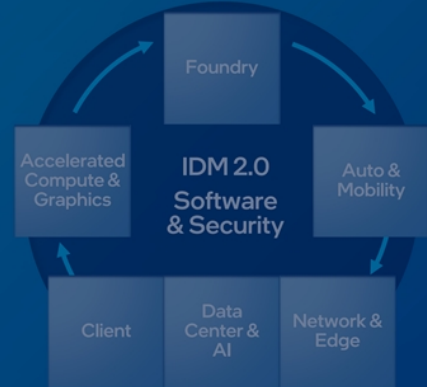 Foundry
Accelerated
Compute &
Graphics
IDM 2.0
Software
& Security
Auto &
Mobility
Client
Data
Center &
AI
Network &
Edge